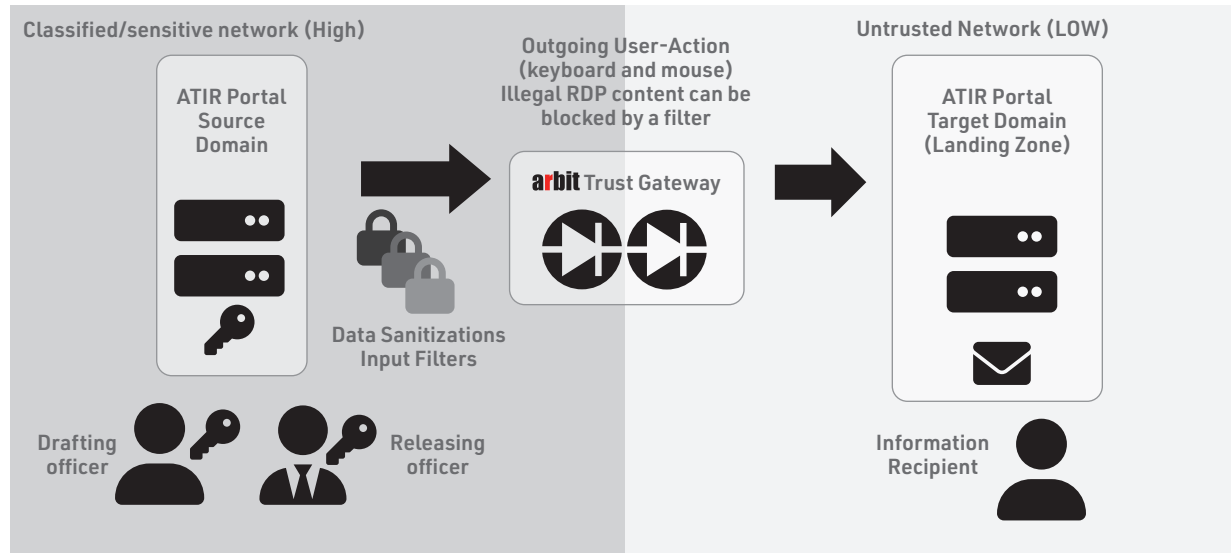 Classified/sensitive network (High)
ATIR Portal
Source
Domain
Outgoing User-Action
(keyboard and mouse)
Illegal RDP content can be
blocked by a filter
arbit Trust Gateway
Data Sanitizations
Input Filters
Drafting
officer
Releasing
officer
Untrusted Network (LOW)
ATIR Portal
Target Domain
(Landing Zone)
Information
Recipient